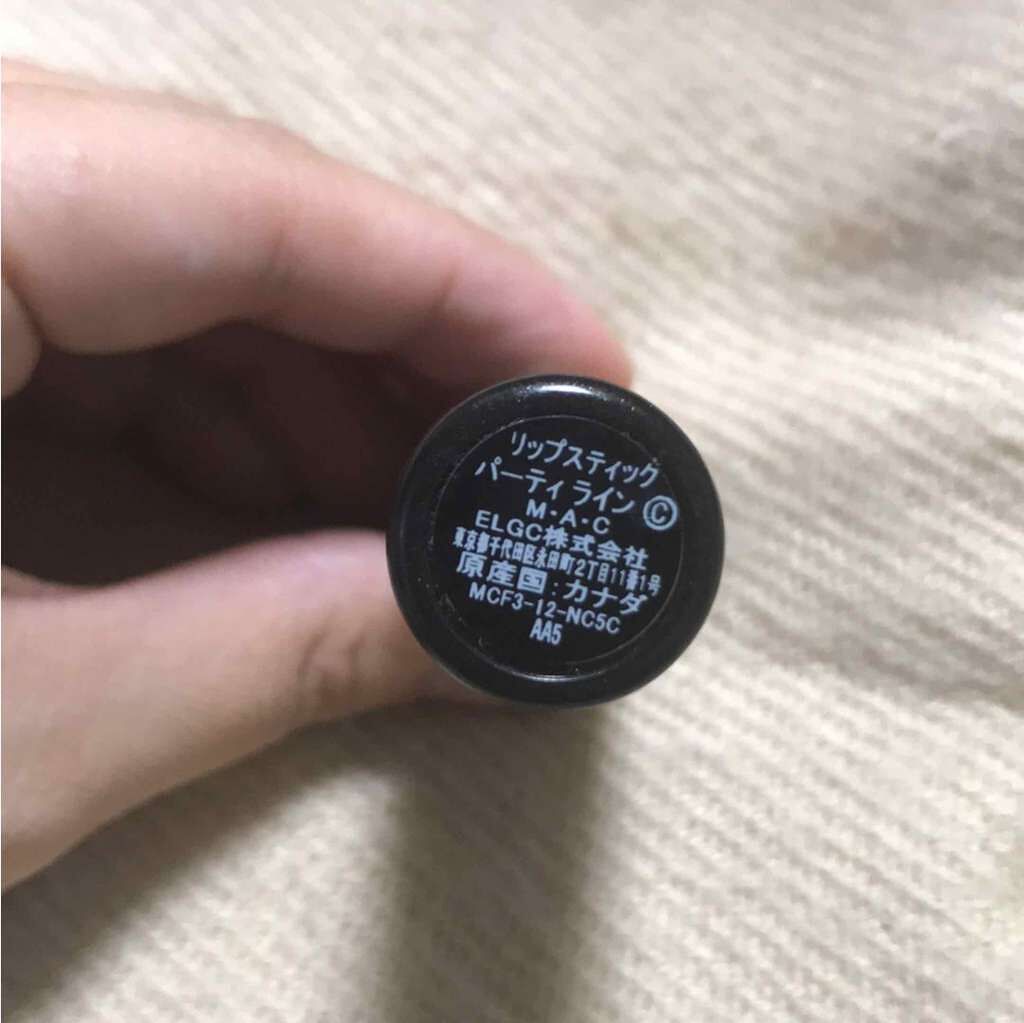 リップスティック
パーティ ライン ©
M・A・C
ELGC株式会社
東京都千代田区永田町2丁目11番1号
原産国:カナダ
MCF3-I2-NC5C
AA5